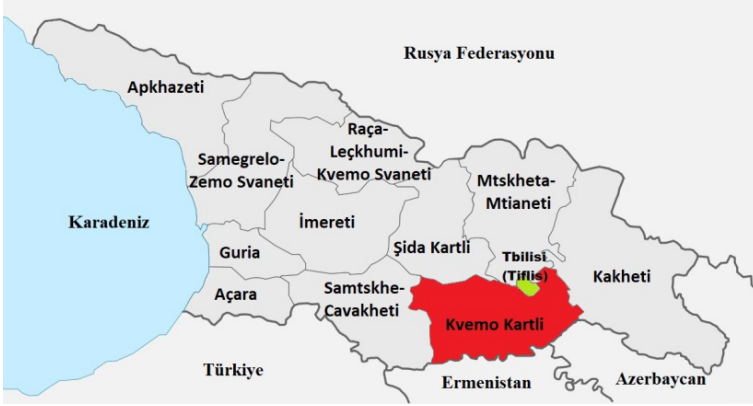 Rusya Federasyonu
Apkhazeti
Raça-
Leçkhumi-
Kvemo Svaneti
Samegrelo-
Zemo Svaneti
Mtskheta-
Mtianeti
Karadeniz
İmereti
Guria
Şida Kartli
Tbilisi
(Tiflis)
Kakheti
Açara
Samtskhe-
Cavakheti
Kvemo Kartli
Türkiye
Ermenistan
Azerbaycan